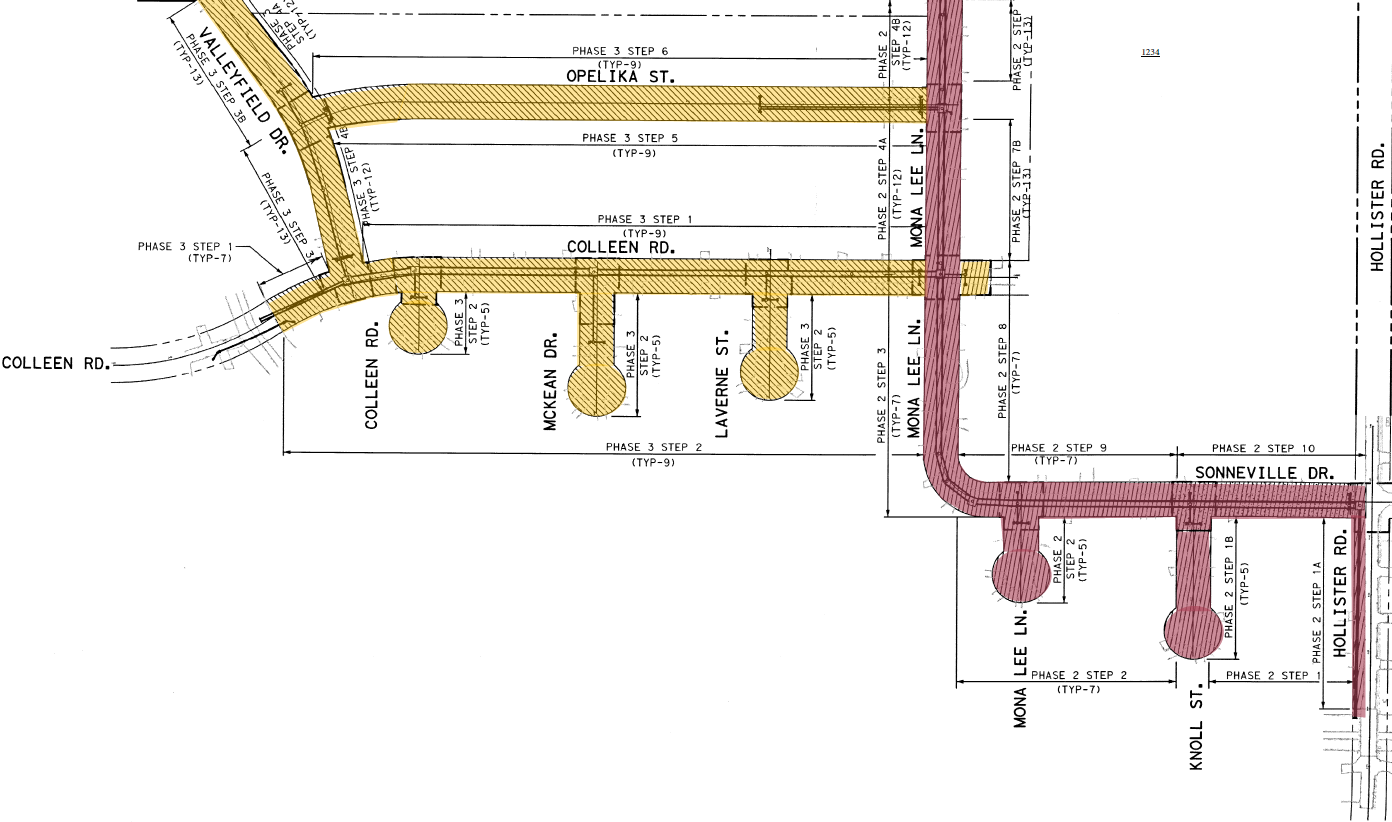 PHASE 3
STEP 4A
(TYP-12)
VALLEYFIELD DR.
PHASE 3 STEP 3B
(TYP-13)
PHASE 3 STEP 6
(TYP-9)
OPELIKA ST.
PHASE 2
STEP 4B
(TYP-12)
PHASE 2 STEP
(TYP-13)
1234
PHASE 3 STEP 5
(TYP-9)
PHASE 3 STEP 4B
(TYP-12)
PHASE 3 STEP 3A
(TYP-13)
PHASE 2 STEP 4A
(TYP-12)
MONA LEE LN.
PHASE 2 STEP 7B
(TYP-13)
HOLLISTER RD.
PHASE 3 STEP 1
(TYP-9)
COLLEEN RD.
PHASE 3 STEP 1
(TYP-7)
COLLEEN RD.
COLLEEN RD.
PHASE 3
STEP 2
(TYP-5)
MCKEAN DR.
PHASE 3
STEP 2
(TYP-5)
LAVERNE ST.
PHASE 3
STEP 2
(TYP-5)
PHASE 2 STEP 3
(TYP-7)
MONA LEE LN.
PHASE 2 STEP 8
(TYP-7)
PHASE 3 STEP 2
(TYP-9)
PHASE 2 STEP 9
(TYP-7)
PHASE 2 STEP 10
SONNEVILLE DR.
PHASE 2
STEP 2
(TYP-5)
PHASE 2 STEP 1B
(TYP-5)
PHASE 2 STEP 1A
HOLLISTER RD.
PHASE 2 STEP 2
(TYP-7)
PHASE 2 STEP 1
MONA LEE LN.
KNOLL ST.